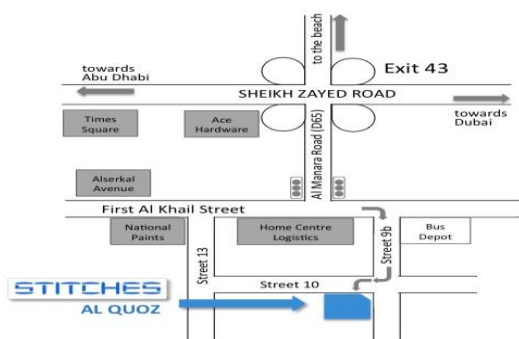 to the beach
towards
Abu Dhabi
Exit 43
SHEIKH ZAYED ROAD
towards
Dubai
Times
Square
Ace
Hardware
Al Manara Road (D65)
Alserkal
Avenue
First Al Khail Street
National
Paints
Street 13
Home Centre
Logistics
Street 9b
Bus
Depot
Street 10
STITCHES
AL QUOZ